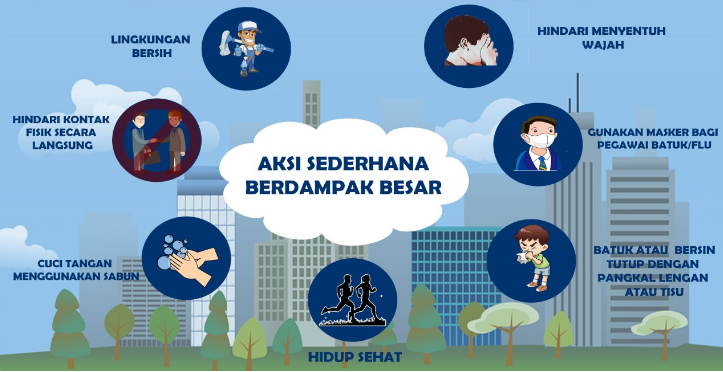 LINGKUNGAN
BERSIH
HINDARI MENYENTUH
WAJAH
HINDARI KONTAK
FISIK SECARA
LANGSUNG
GUNAKAN MASKER BAGI
PEGAWAI BATUK/FLU
AKSI SEDERHANA
BERDAMPAK BESAR
CUCI TANGAN
MENGGUNAKAN SABUN
BATUK ATAU BERSIN
TUTUP DENGAN
PANGKAL LENGAN
ATAU TISU
HIDUP SEHAT